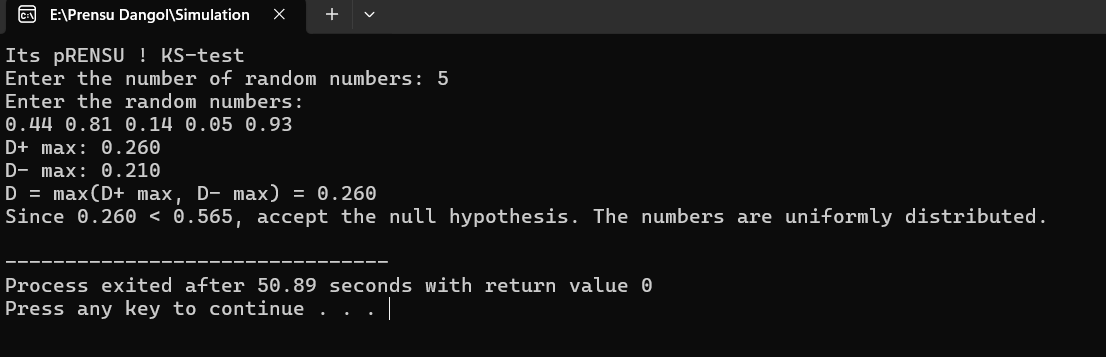 E:\Prensu Dangol\Simulation
Its pRENSU ! KS-test
Enter the number of random numbers: 5
Enter the random numbers:
0.44 0.81 0.14 0.05 0.93
D+ max: 0.260
D- max: 0.210
D = max(D+ max, D- max) = 0.260
Since 0.260 < 0.565, accept the null hypothesis. The numbers are uniformly distributed.
--------------------------------
Process exited after 50.89 seconds with return value 0
Press any key to continue . . .